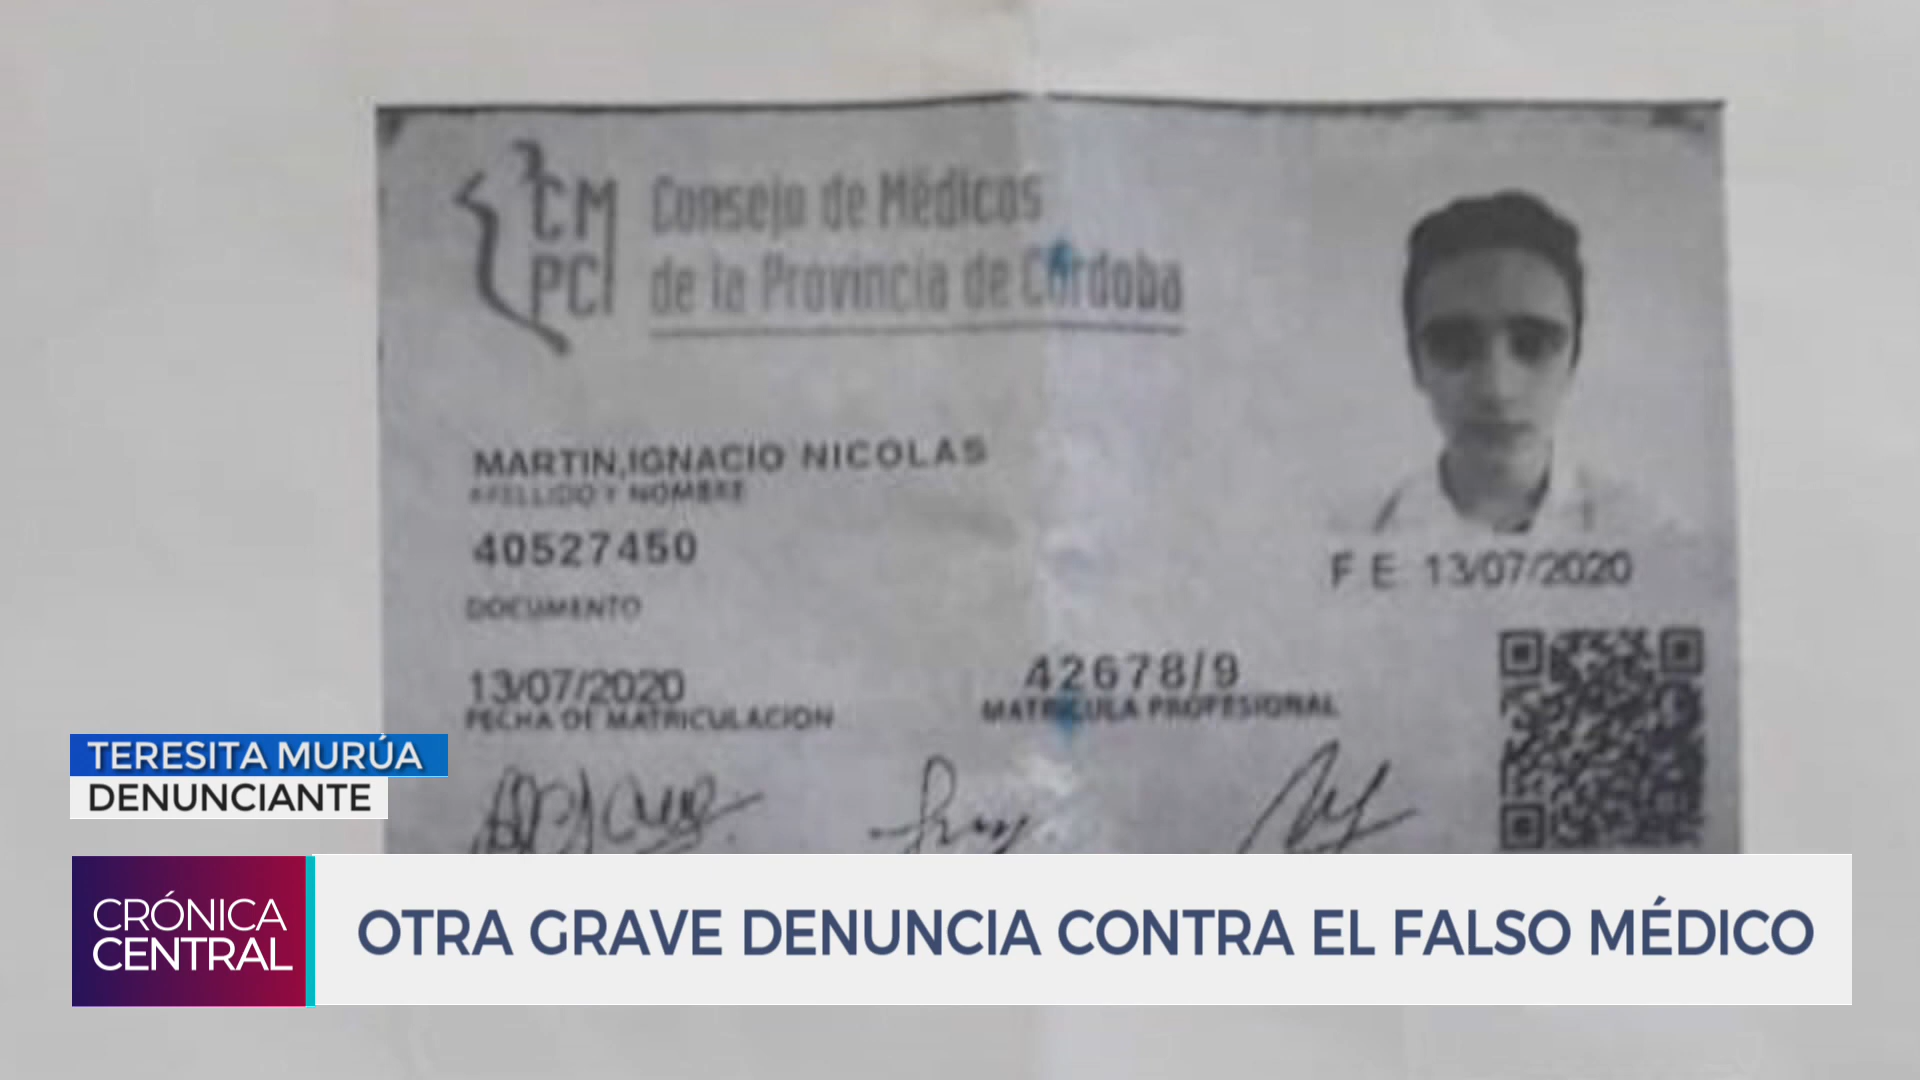 CM
PC
Consejo de Médicos
de la Provincia de Córdoba
MARTIN,IGNACIO NICOLAS
APELLIDO Y NOMBRE
40527450
DOCUMENTO
F E 13/07/2020
13/07/2020
FECHA DE MATRICULACION
42678/9
MATRICULA PROFESIONAL
TERESITA MURÚA
DENUNCIANTE
CRÓNICA
CENTRAL
OTRA GRAVE DENUNCIA CONTRA EL FALSO MÉDICO